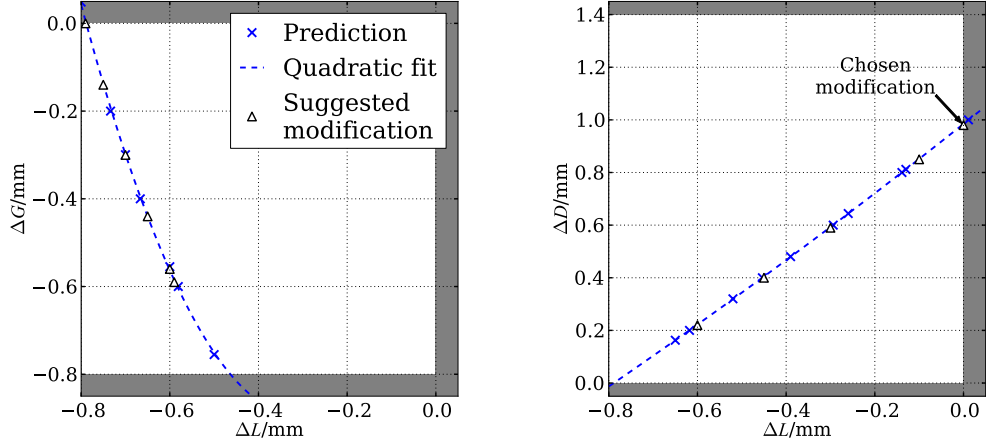 0.0
−0.2
−0.4
−0.6
−0.8
ΔG/mm
−0.8
−0.6
−0.4
−0.2
0.0
ΔL/mm
Prediction
Quadratic fit
Suggested
modification
1.4
1.2
1.0
0.8
0.6
0.4
0.2
0.0
ΔD/mm
−0.8
−0.6
−0.4
−0.2
0.0
ΔL/mm
Chosen
modification